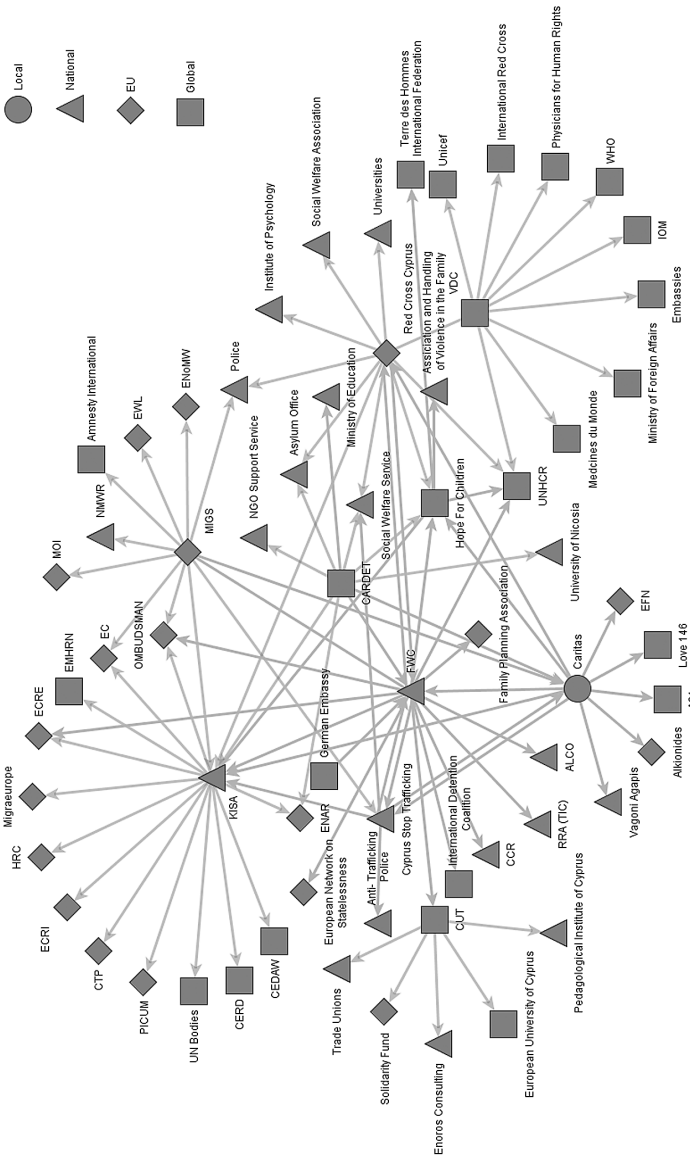 Local
National
EU
Global
Terre des Hommes
International Federation
Unicef
International Red Cross
Physicians for Human Rights
WHO
IOM
Embassies
Ministry of Foreign Affairs
Medcines du Monde
VDC
Social Welfare Association
Universities
Institute of Psychology
Red Cross Cyprus
Assiciation and Handling
of Violence in the Family
Police
Ministry of Education
Asylum Office
NGO Support Service
Social Welfare Service
Hope For Children
UNHCR
University of Nicosia
CARDET
Amnesty International
EWL
ENoMW
NMWR
MOI
MIGS
EC
OMBUDSMAN
EMHRN
ECRE
Migraeurope
HRC
ECRI
CTP
PICUM
UN Bodies
CERD
CEDAW
KISA
German Embassy
ENAR
European Network on
Statelessness
FWC
Family Planning Association
Caritas
EFN
Love 146
Alkionides
Vagoni Agapis
ALCO
RRA (TIC)
CCR
International Detention
Coalition
Cyprus Stop Trafficking
Anti- Trafficking
Police
CUT
Trade Unions
Solidarity Fund
Enoros Consulting
European University of Cyprus
Pedagological Institute of Cyprus